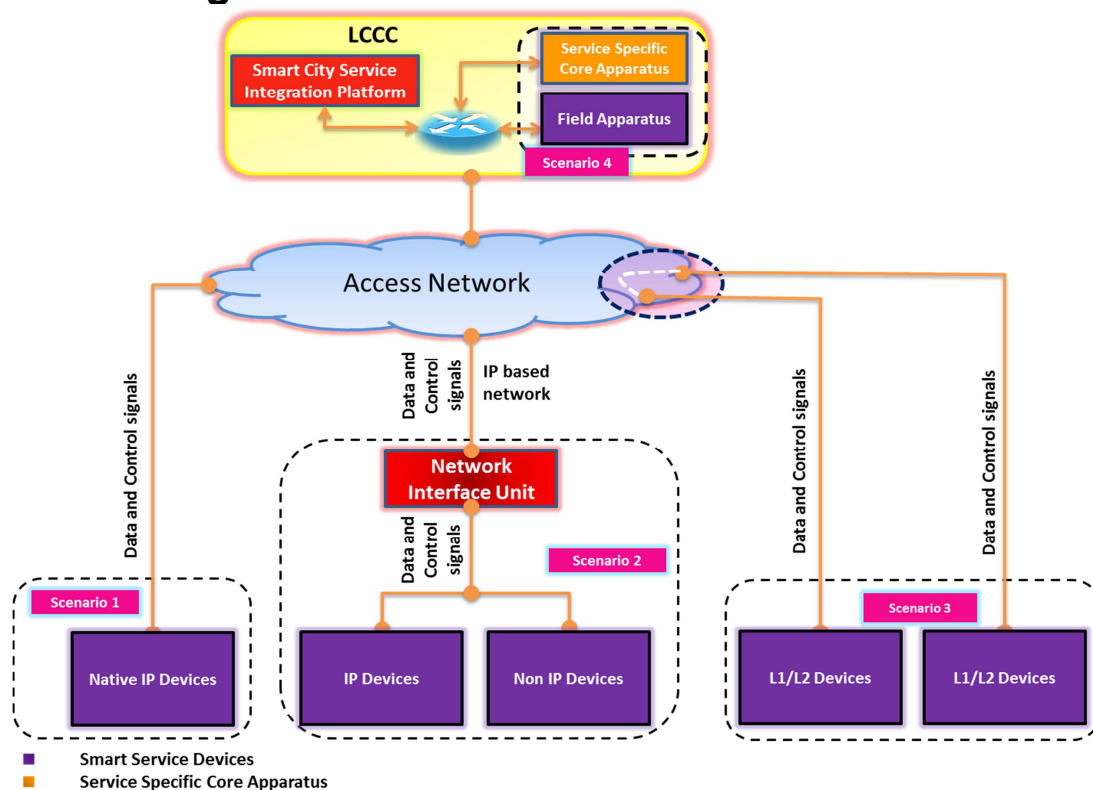 LCCC
Smart City Service
Integration Platform
Service Specific
Core Apparatus
Field Apparatus
Scenario 4
Access Network
Data and Control signals
Data and
Control
signals
IP based
network
Data and Control signals
Data and Control signals
Network
Interface Unit
Data and
Control
signals
Scenario 2
Scenario 1
Scenario 3
Native IP Devices
IP Devices
Non IP Devices
L1/L2 Devices
L1/L2 Devices
Smart Service Devices
Service Specific Core Apparatus